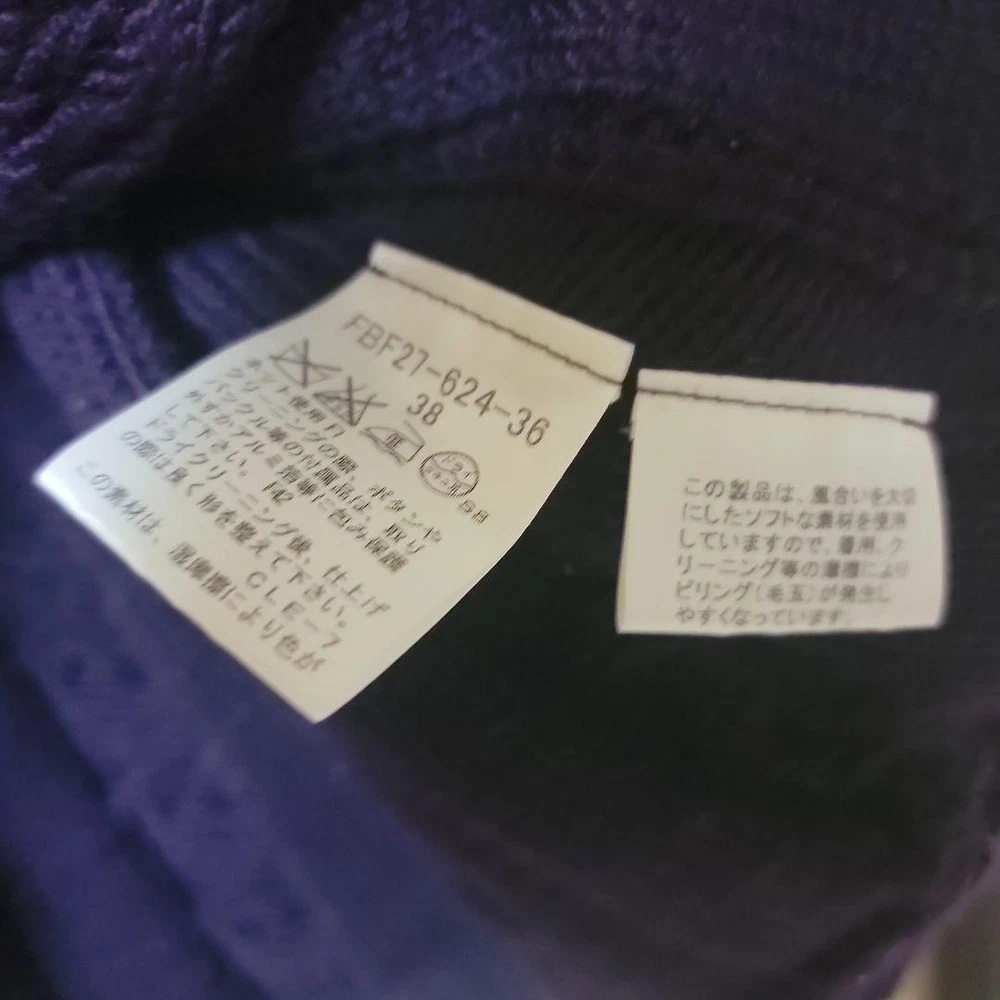 FBF27-624-36
38
ネット使用
クリーニングの際、ボタンや
バックル等の付属品は、取り
外すかアルミ箔等に包み保護
して下さい。
ドライクリーニング後、仕上げ
の際は良く形を整えて下さい。
CLE-7
この素材は、湿摩擦により色が
この製品は、風合いを大切
にしたソフトな素材を使用
していますので、着用、ク
リーニング等の摩擦により
ピリング(毛玉)が発生し
やすくなっています。